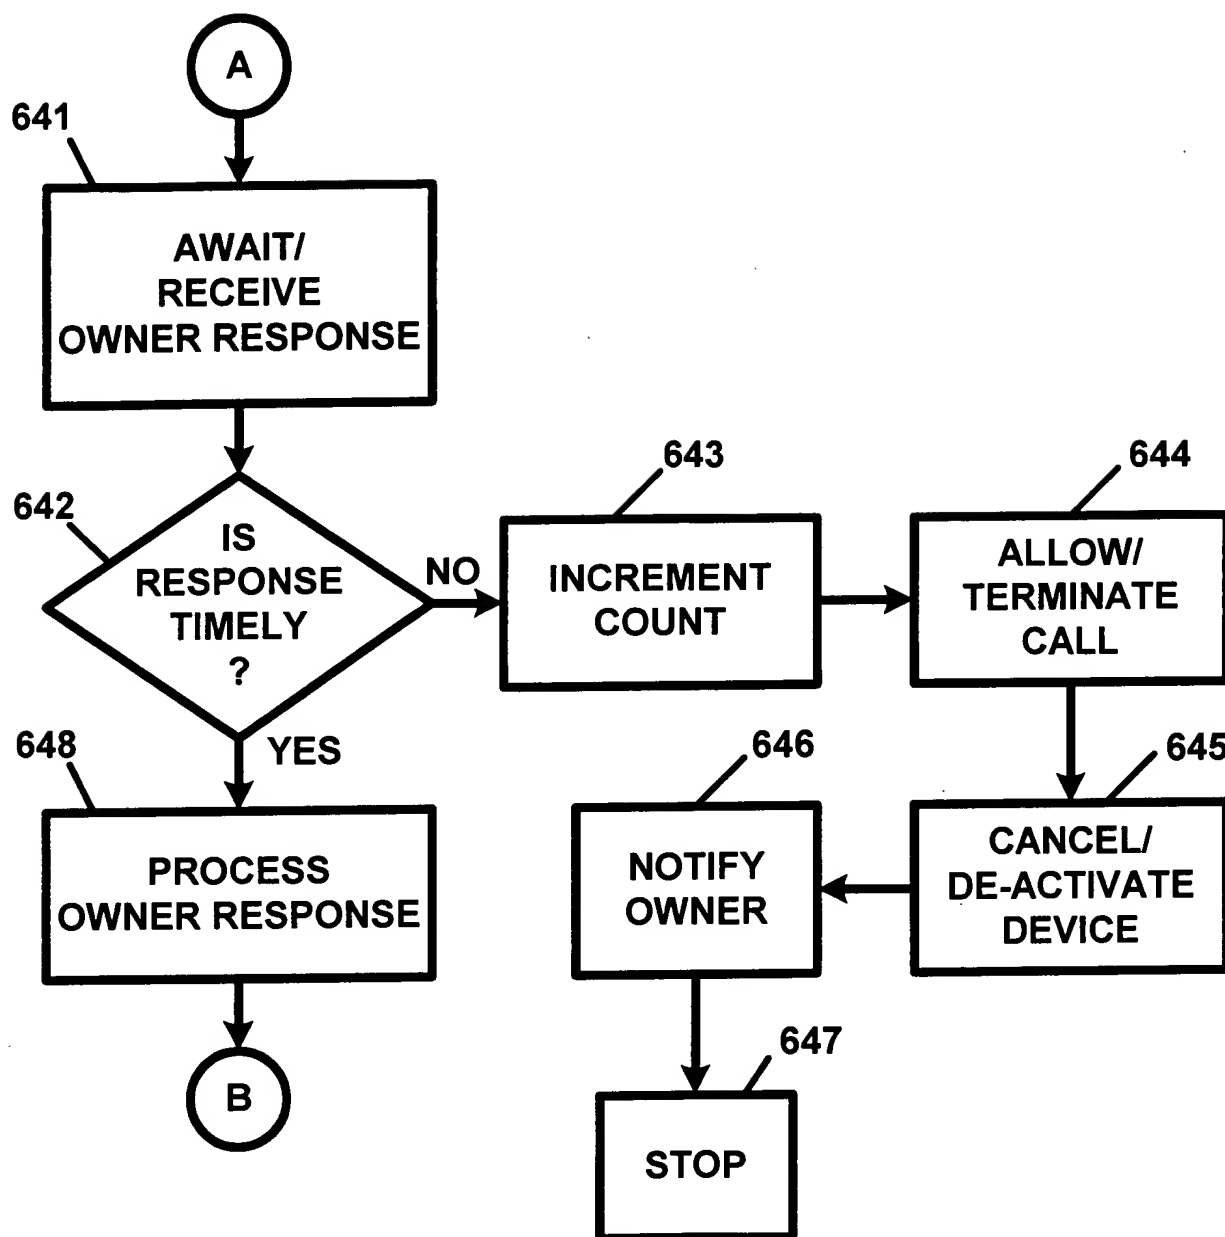 A
641
AWAIT/
RECEIVE
OWNER RESPONSE
642
IS
RESPONSE
TIMELY
?
NO
YES
643
INCREMENT
COUNT
644
ALLOW/
TERMINATE
CALL
645
CANCEL/
DE-ACTIVATE
DEVICE
646
NOTIFY
OWNER
647
STOP
648
PROCESS
OWNER RESPONSE
B